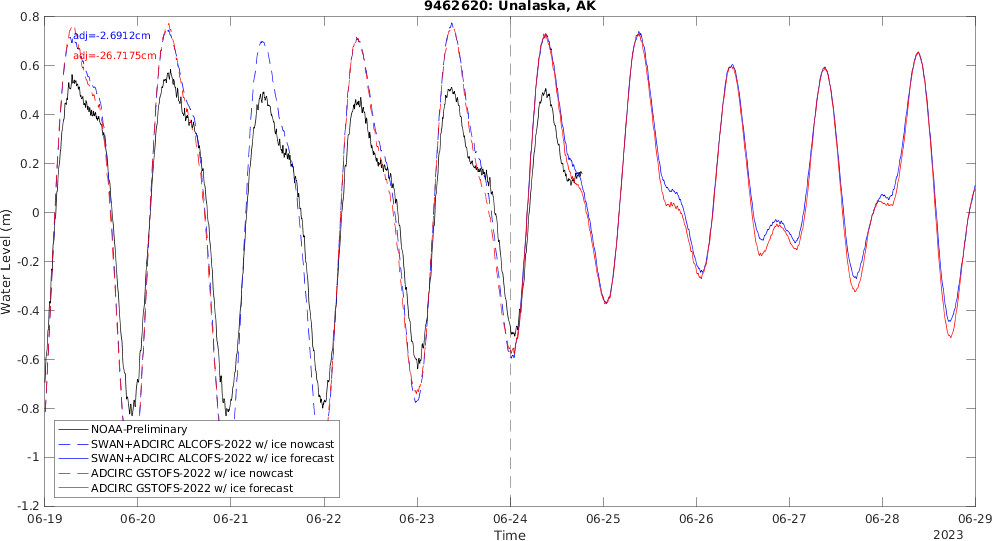 9462620: Unalaska, AK
adj=-2.6912cm
adj=-26.7175cm
Water Level (m)
0.8
0.6
0.4
0.2
0
-0.2
-0.4
-0.6
-0.8
-1
-1.2
NOAA-Preliminary
SWAN+ADCIRC ALCOFS-2022 w/ ice nowcast
SWAN+ADCIRC ALCOFS-2022 w/ ice forecast
ADCIRC GSTOFS-2022 w/ ice nowcast
ADCIRC GSTOFS-2022 w/ ice forecast
06-19 06-20 06-21 06-22 06-23 06-24 06-25 06-26 06-27 06-28 06-29
Time
2023